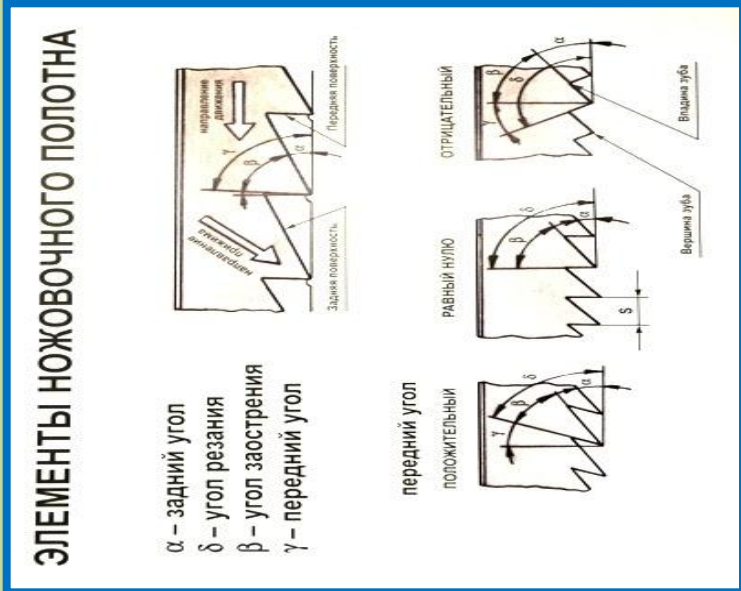 ЭЛЕМЕНТЫ НОЖОВОЧНОГО ПОЛОТНА
α – задний угол
δ – угол резания
β – угол заострения
γ – передний угол
направление
прижима
направление
движения
γ
β
α
Задняя поверхность
Передняя поверхность
передний угол
ПОЛОЖИТЕЛЬНЫЙ
РАВНЫЙ НУЛЮ
ОТРИЦАТЕЛЬНЫЙ
γ
β
δ
α
β
δ
α
S
γ
β
δ
α
Вершина зуба
Впадина зуба